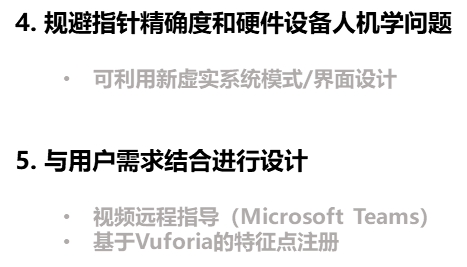 4. 规避指针精确度和硬件设备人机学问题
• 可利用新虚实系统模式/界面设计
5. 与用户需求结合进行设计
• 视频远程指导（Microsoft Teams）
• 基于Vuforia的特征点注册